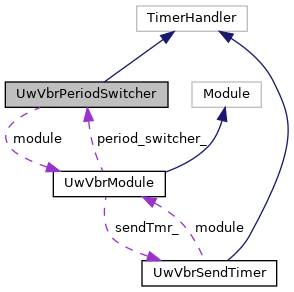 TimerHandler
UwVbrPeriodSwitcher
Module
module
period_switcher_
UwVbrModule
sendTmr_
module
UwVbrSendTimer